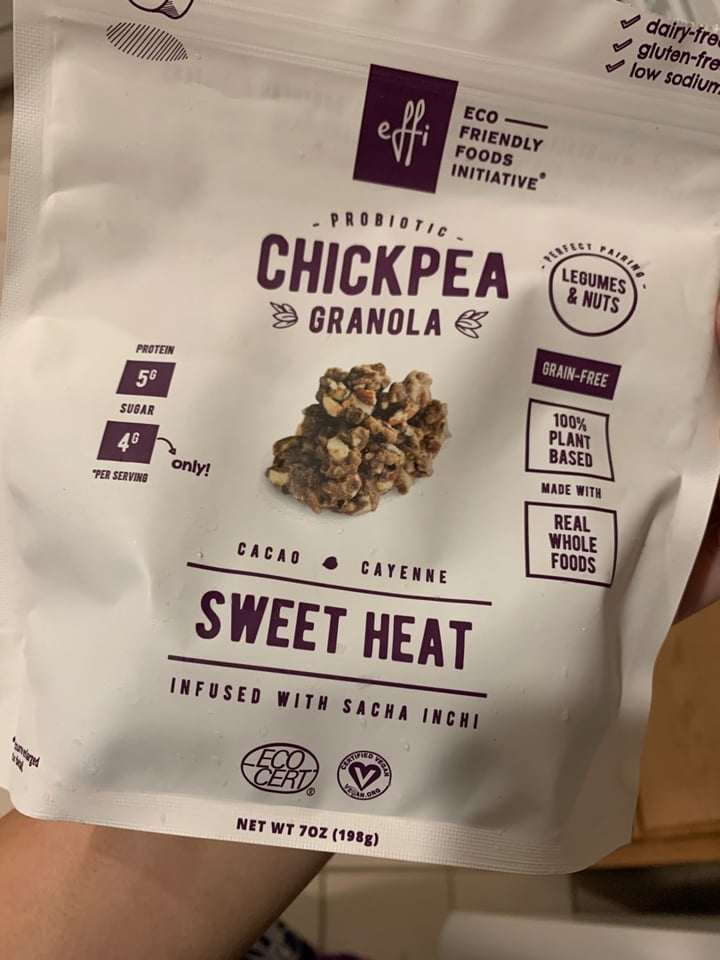 dairy-fre
gluten-fre
low sodium
effi
ECO
FRIENDLY
FOODS
INITIATIVE®
- PROBIOTIC -
CHICKPEA
GRANOLA
- PERFECT PAIRING -
LEGUMES
& NUTS
GRAIN-FREE
PROTEIN
5G
SUGAR
4G
only!
*PER SERVING
100%
PLANT
BASED
MADE WITH
REAL
WHOLE
FOODS
CACAO CAYENNE
SWEET HEAT
INFUSED WITH SACHA INCHI
ECO
CERT®
CERTIFIED VEGAN
VEGAN.ORG
NET WT 7OZ (198g)